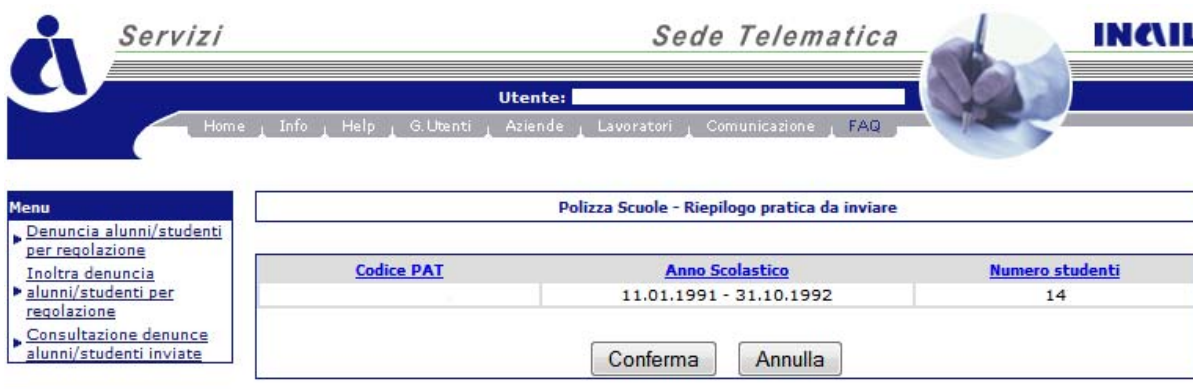 Servizi
Sede Telematica
INAIL
Utente:
Home Info Help G.Utenti Aziende Lavoratori Comunicazione FAQ
Menu
Denuncia alunni/studenti
per regolazione
Inoltra denuncia
alunni/studenti per
regolazione
Consultazione denunce
alunni/studenti inviate
Polizza Scuole - Riepilogo pratica da inviare
Codice PAT Anno Scolastico Numero studenti
11.01.1991 - 31.10.1992 14
Conferma Annulla